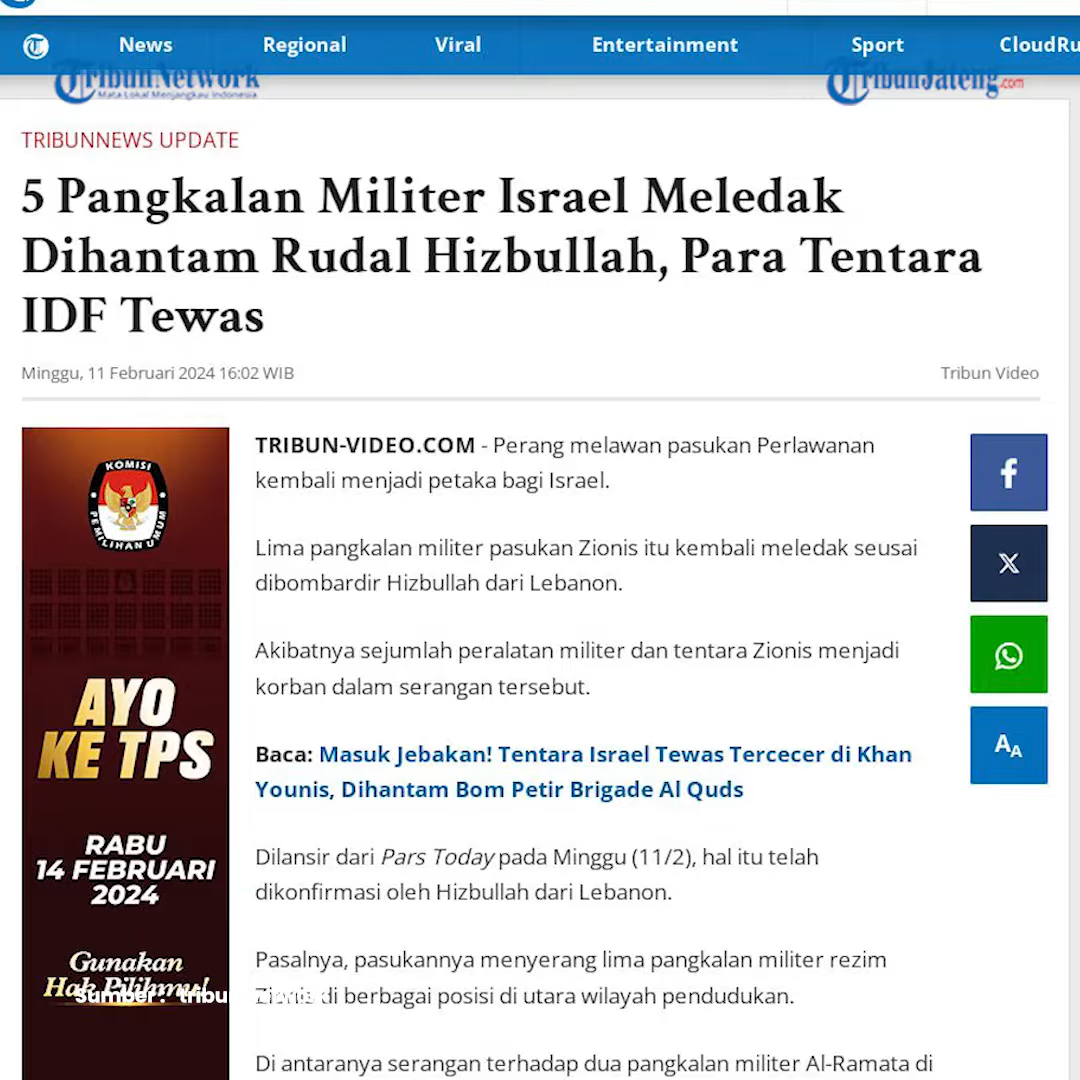 News Regional Viral Entertainment Sport CloudRu
TribunNetwork
Mata Lokal Menjangkau Indonesia
TribunJateng.com
TRIBUNNEWS UPDATE
5 Pangkalan Militer Israel Meledak
Dihantam Rudal Hizbullah, Para Tentara
IDF Tewas
Minggu, 11 Februari 2024 16:02 WIB
Tribun Video
KOMISI
PEMILIHAN UMUM
AYO
KE TPS
RABU
14 FEBRUARI
2024
Gunakan
Hak Pilihmu!
Sumber: tribu
TRIBUN-VIDEO.COM - Perang melawan pasukan Perlawanan
kembali menjadi petaka bagi Israel.
Lima pangkalan militer pasukan Zionis itu kembali meledak seusai
dibombardir Hizbullah dari Lebanon.
Akibatnya sejumlah peralatan militer dan tentara Zionis menjadi
korban dalam serangan tersebut.
Baca: Masuk Jebakan! Tentara Israel Tewas Tercecer di Khan
Younis, Dihantam Bom Petir Brigade Al Quds
Dilansir dari Pars Today pada Minggu (11/2), hal itu telah
dikonfirmasi oleh Hizbullah dari Lebanon.
Pasalnya, pasukannya menyerang lima pangkalan militer rezim
di berbagai posisi di utara wilayah pendudukan.
Di antaranya serangan terhadap dua pangkalan militer Al-Ramata di
AA